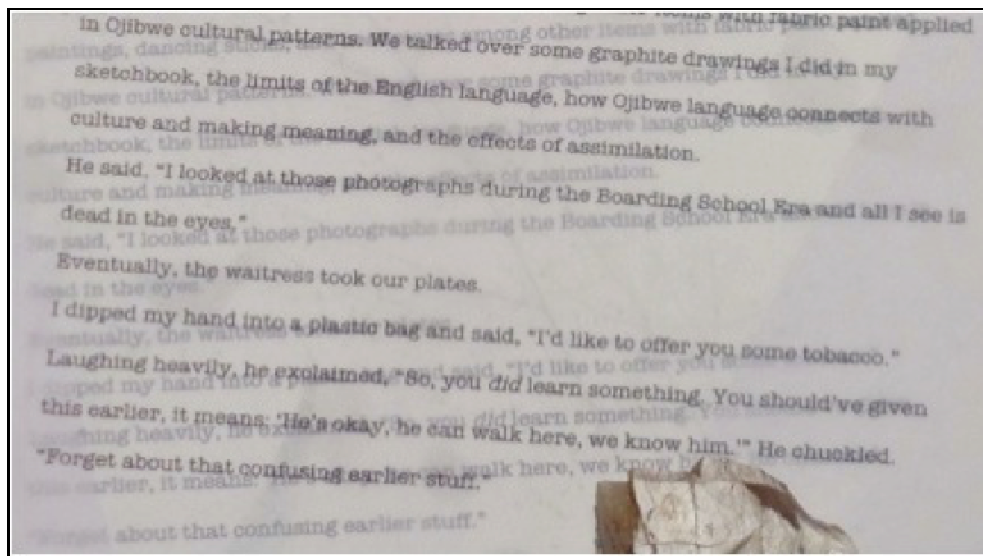 items with fabric paint applied
in Ojibwe cultural patterns. We talked over some graphite drawings I did in my
sketchbook, the limits of the English language, how Ojibwe language connects with
culture and making meaning, and the effects of assimilation.
He said, "I looked at those photographs during the Boarding School Era and all I see is
dead in the eyes."
Eventually, the waitress took our plates.
I dipped my hand into a plastic bag and said, "I'd like to offer you some tobacco."
Laughing heavily, he exclaimed, "So, you did learn something. You should've given
this earlier, it means: 'He's okay, he can walk here, we know him.'" He chuckled.
"Forget about that confusing earlier stuff."